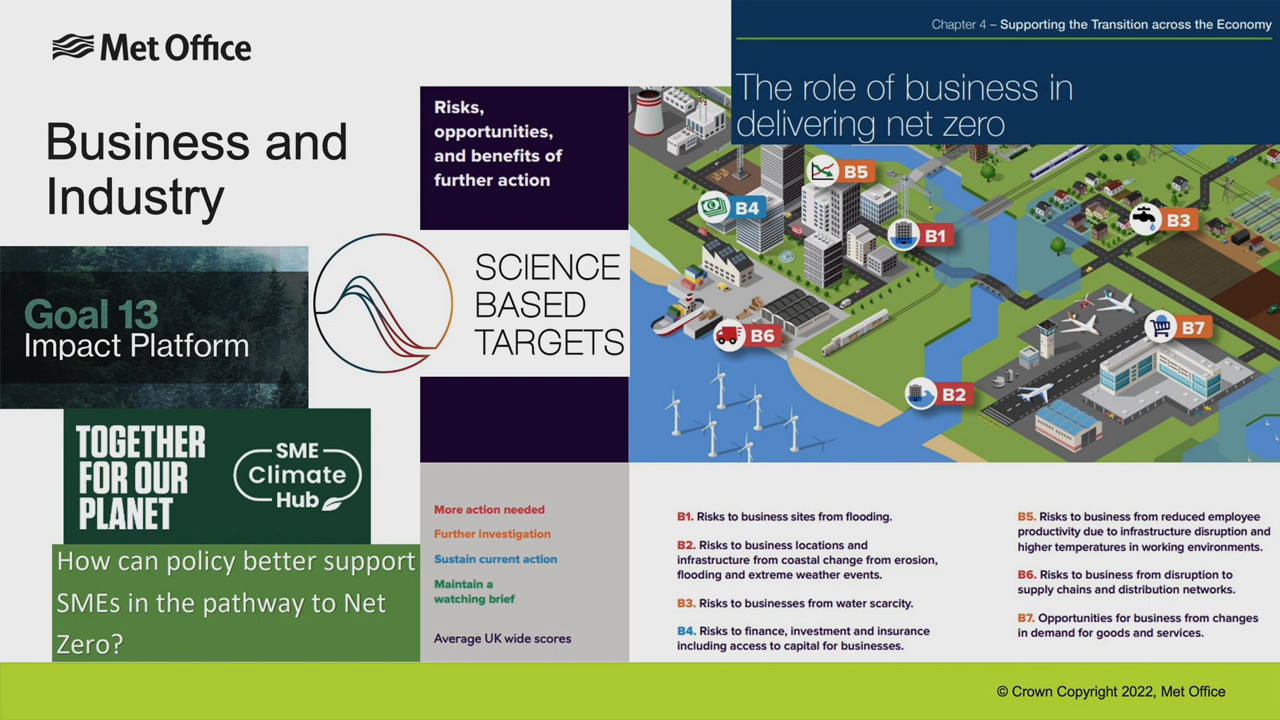 Met Office
Business and
Industry
Chapter 4 – Supporting the Transition across the Economy
The role of business in
delivering net zero
Risks,
opportunities,
and benefits of
further action
SCIENCE
BASED
TARGETS
Goal 13
Impact Platform
TOGETHER
FOR OUR
PLANET
SME
Climate
Hub
How can policy better support
SMEs in the pathway to Net
Zero?
B5
B4
B1
B3
B6
B7
B2
More action needed
Further investigation
Sustain current action
Maintain a
watching brief
Average UK wide scores
B1. Risks to business sites from flooding.
B2. Risks to business locations and
infrastructure from coastal change from erosion,
flooding and extreme weather events.
B3. Risks to businesses from water scarcity.
B4. Risks to finance, investment and insurance
including access to capital for businesses.
B5. Risks to business from reduced employee
productivity due to infrastructure disruption and
higher temperatures in working environments.
B6. Risks to business from disruption to
supply chains and distribution networks.
B7. Opportunities for business from changes
in demand for goods and services.
© Crown Copyright 2022, Met Office